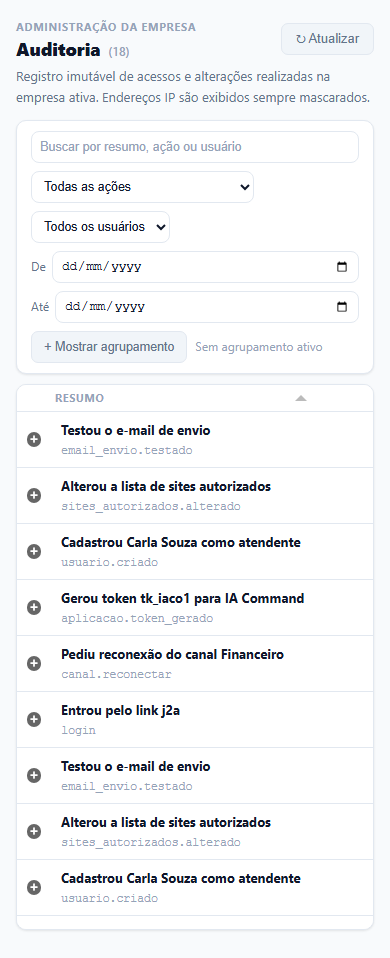 ADMINISTRAÇÃO DA EMPRESA
Auditoria (18)
↻ Atualizar
Registro imutável de acessos e alterações realizadas na
empresa ativa. Endereços IP são exibidos sempre mascarados.
Buscar por resumo, ação ou usuário
Todas as ações
Todos os usuários
De dd/mm/yyyy
Até dd/mm/yyyy
+ Mostrar agrupamento Sem agrupamento ativo
RESUMO
Testou o e-mail de envio
email_envio.testado
Alterou a lista de sites autorizados
sites_autorizados.alterado
Cadastrou Carla Souza como atendente
usuario.criado
Gerou token tk_iaco1 para IA Command
aplicacao.token_gerado
Pediu reconexão do canal Financeiro
canal.reconectar
Entrou pelo link j2a
login
Testou o e-mail de envio
email_envio.testado
Alterou a lista de sites autorizados
sites_autorizados.alterado
Cadastrou Carla Souza como atendente
usuario.criado